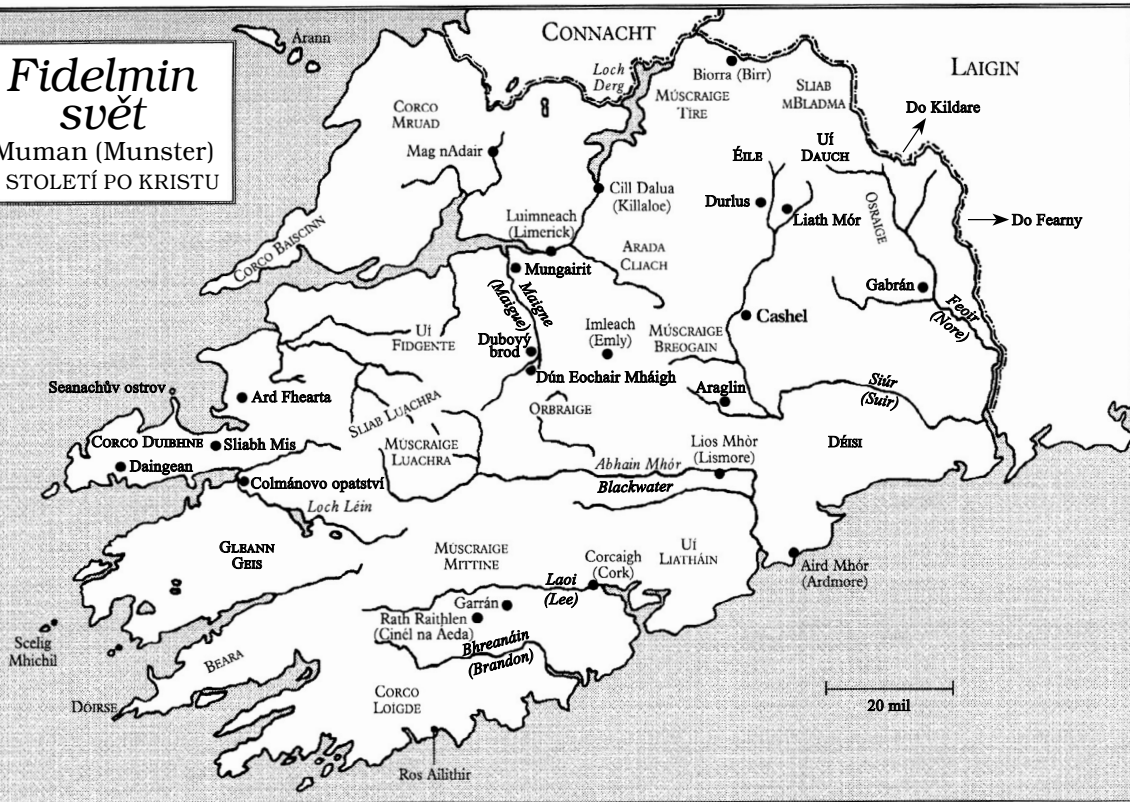 Fidelmin
svět
Muman (Munster)
STOLETÍ PO KRISTU
Árann
CONNACHT
LAIGIN
Loch
Derg
Biorra (Birr)
MÚSCRAIGE
TÍRE
SLIAB
MBLADMA
Do Kildare
CORCO
MRUAD
Mag nAdair
ÉILE
UÍ
DAUCH
Cill Dalua
(Killaloe)
Durlus
Liath Mór
OSRAIGE
Do Fearny
Luimneach
(Limerick)
CORCO BAISCINN
ARADA
CLIACH
Mungairit
Maigne
(Maigue)
Gabrán
Feoir
(Nore)
Cashel
UÍ
FIDGENTE
Dubový
brod
Imleach
(Emly)
MÚSCRAIGE
BREOGAIN
Dún Eochair Mháigh
Seanachův ostrov
Ard Fhearta
Araglin
Siúr
(Suir)
SLIAB LUACHRA
ORBRAIGE
CORCO DUIBHNE
Sliabh Mis
MÚSCRAIGE
LUACHRA
Lios Mhòr
(Lismore)
DÉISI
Daingean
Abhain Mhór
Blackwater
Colmánovo opatství
Loch Léin
GLEANN
GEIS
MÚSCRAIGE
MITTINE
Corcaigh
(Cork)
UÍ
LIATHÁIN
Aird Mhór
(Ardmore)
Laoi
(Lee)
Garrán
Rath Raithlen
(Cinél na Áeda)
Scelig
Mhichil
Bhreanáin
(Brandon)
BEARA
DÓIRSE
CORCO
LOÍGDE
20 mil
Ros Ailithir